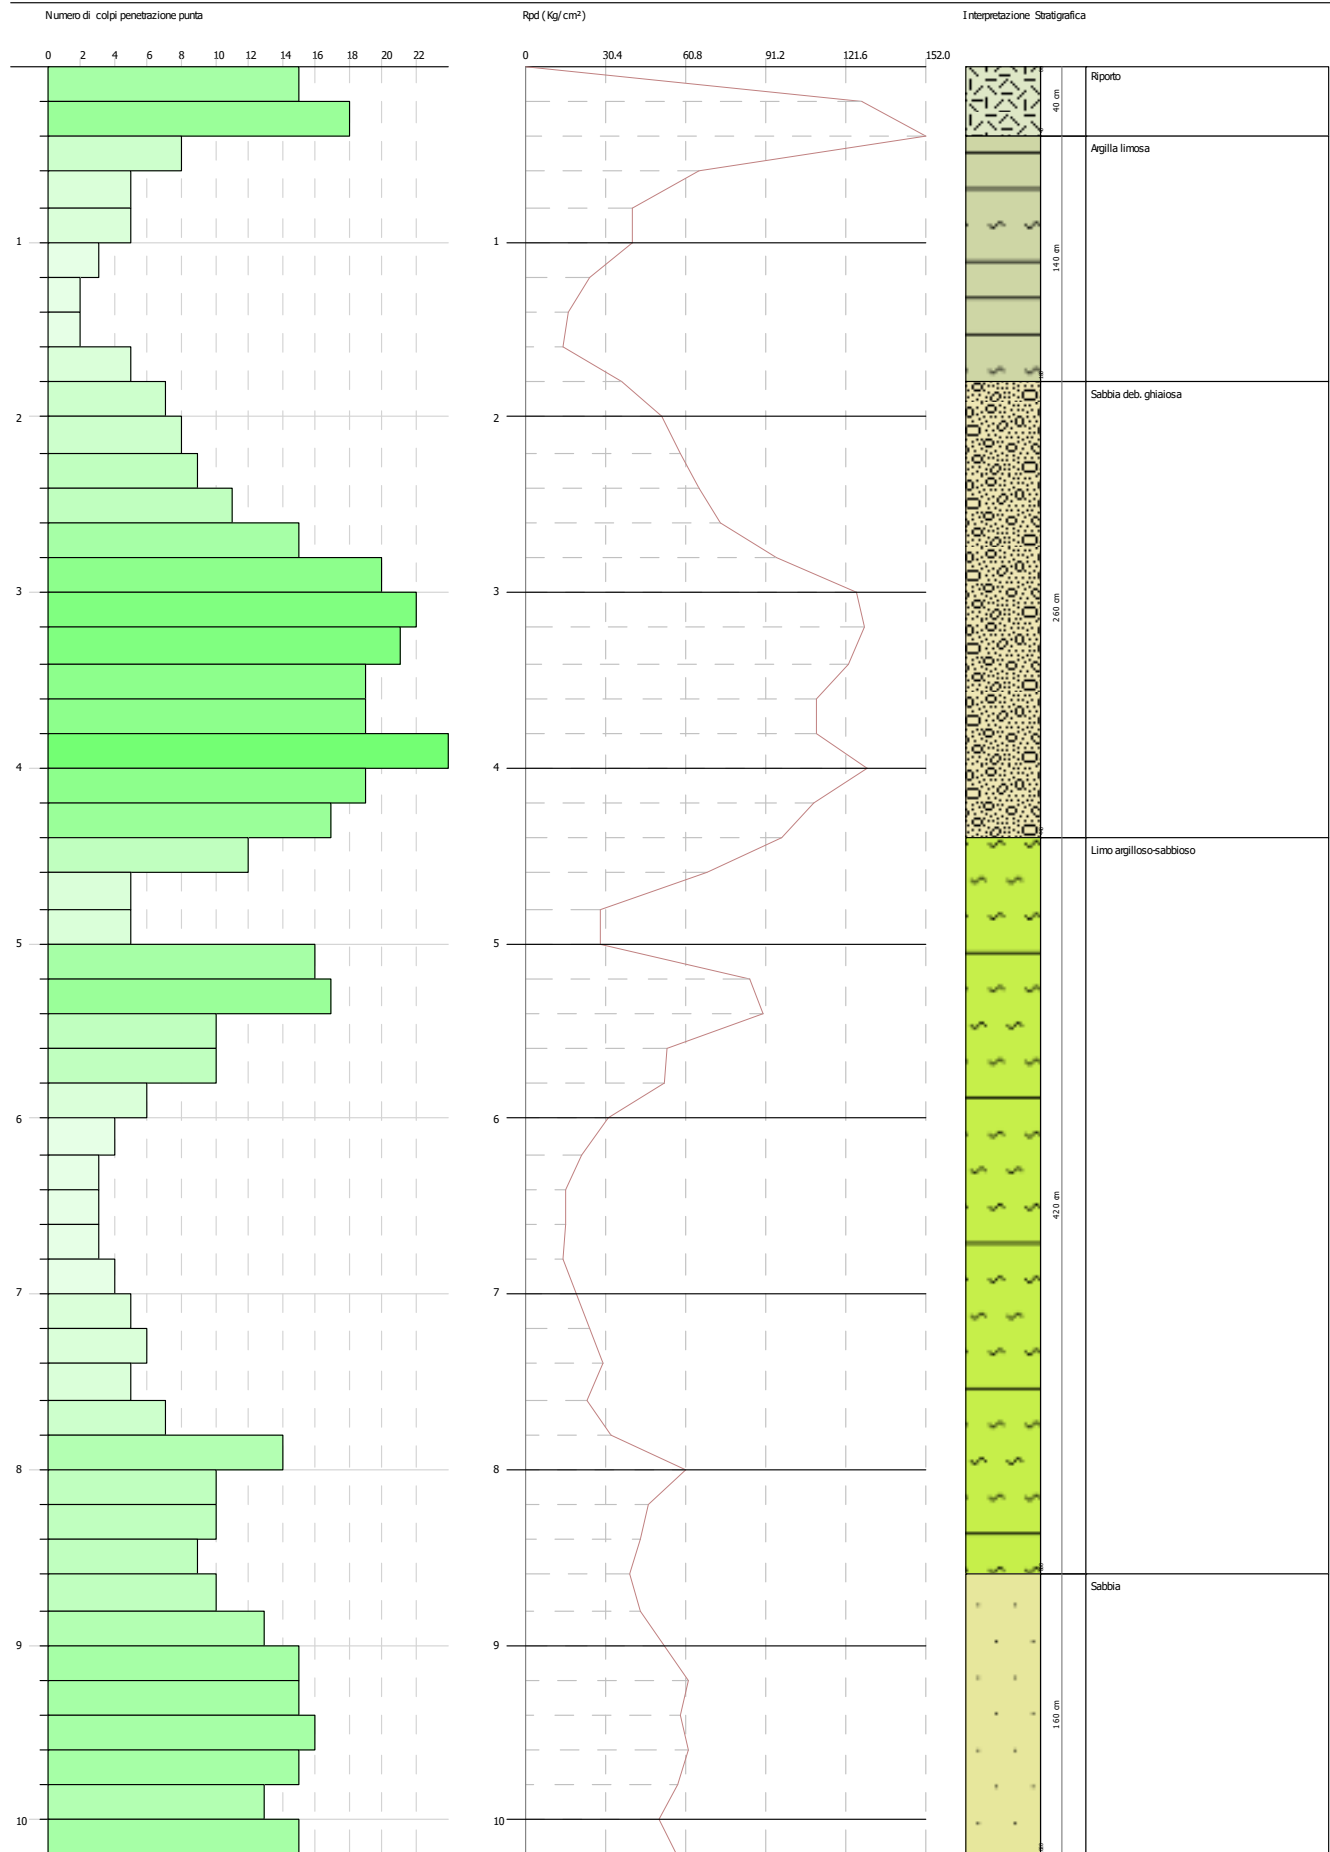 Numero di colpi penetrazione punta
Rpd (Kg/cm²)
Interpretazione Stratigrafica
0 2 4 6 8 10 12 14 16 18 20 22
0 30.4 60.8 91.2 121.6 152.0
Riporto
40 cm
Argilla limosa
1 1
140 cm
Sabbia deb. ghiaiosa
2 2
3 3
260 cm
4 4
Limo argilloso-sabbioso
5 5
6 6
420 cm
7 7
8 8
Sabbia
9 9
160 cm
10 10